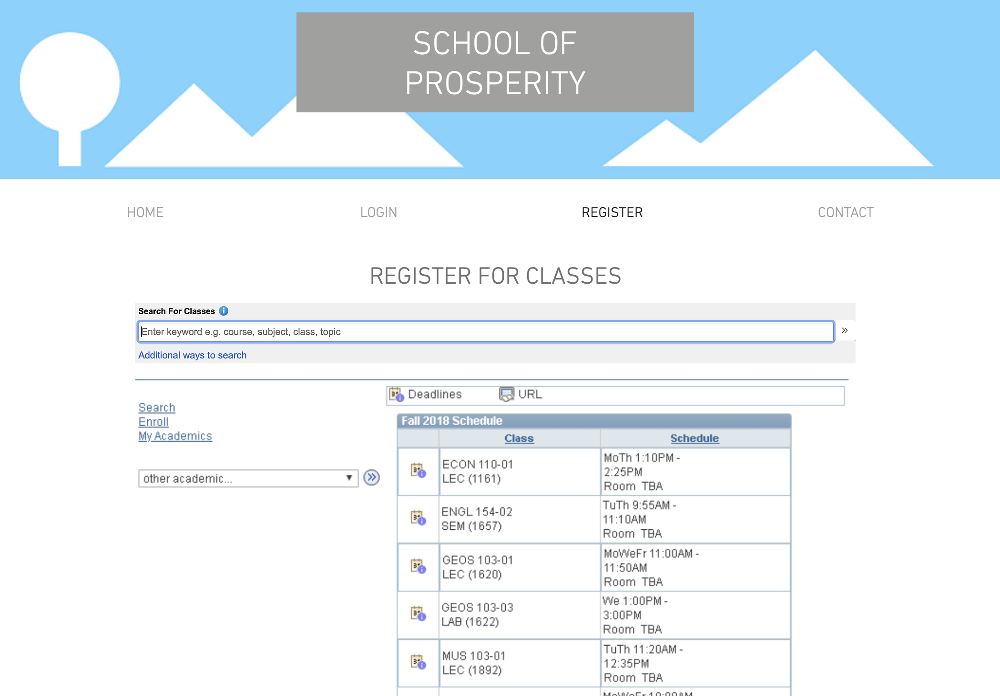 SCHOOL OF
PROSPERITY
HOME
LOGIN
REGISTER
CONTACT
REGISTER FOR CLASSES
Search For Classes
Enter keyword e.g. course, subject, class, topic
Additional ways to search
Search
Enroll
My Academics
other academic...
Deadlines
URL
Fall 2018 Schedule
Class
Schedule
ECON 110-01
LEC (1161)
MoTh 1:10PM -
2:25PM
Room TBA
ENGL 154-02
SEM (1657)
TuTh 9:55AM -
11:10AM
Room TBA
GEOS 103-01
LEC (1620)
MoWeFr 11:00AM -
11:50AM
Room TBA
GEOS 103-03
LAB (1622)
We 1:00PM -
3:00PM
Room TBA
MUS 103-01
LEC (1892)
TuTh 11:20AM -
12:35PM
Room TBA